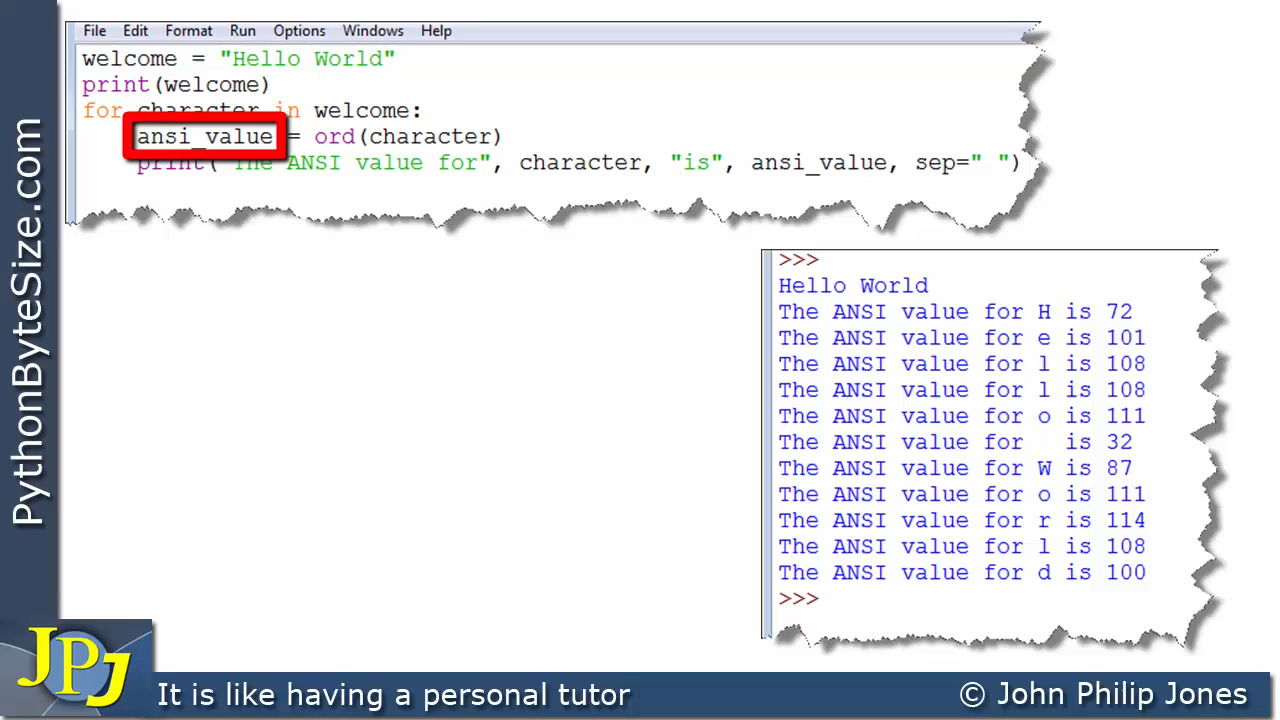 File Edit Format Run Options Windows Help
welcome = "Hello World"
print(welcome)
for character in welcome:
ansi_value = ord(character)
print("The ANSI value for", character, "is", ansi_value, sep=" ")
>>>
Hello World
The ANSI value for H is 72
The ANSI value for e is 101
The ANSI value for l is 108
The ANSI value for l is 108
The ANSI value for o is 111
The ANSI value for   is 32
The ANSI value for W is 87
The ANSI value for o is 111
The ANSI value for r is 114
The ANSI value for l is 108
The ANSI value for d is 100
>>>
PythonByteSize.com
JPJ
It is like having a personal tutor
© John Philip Jones